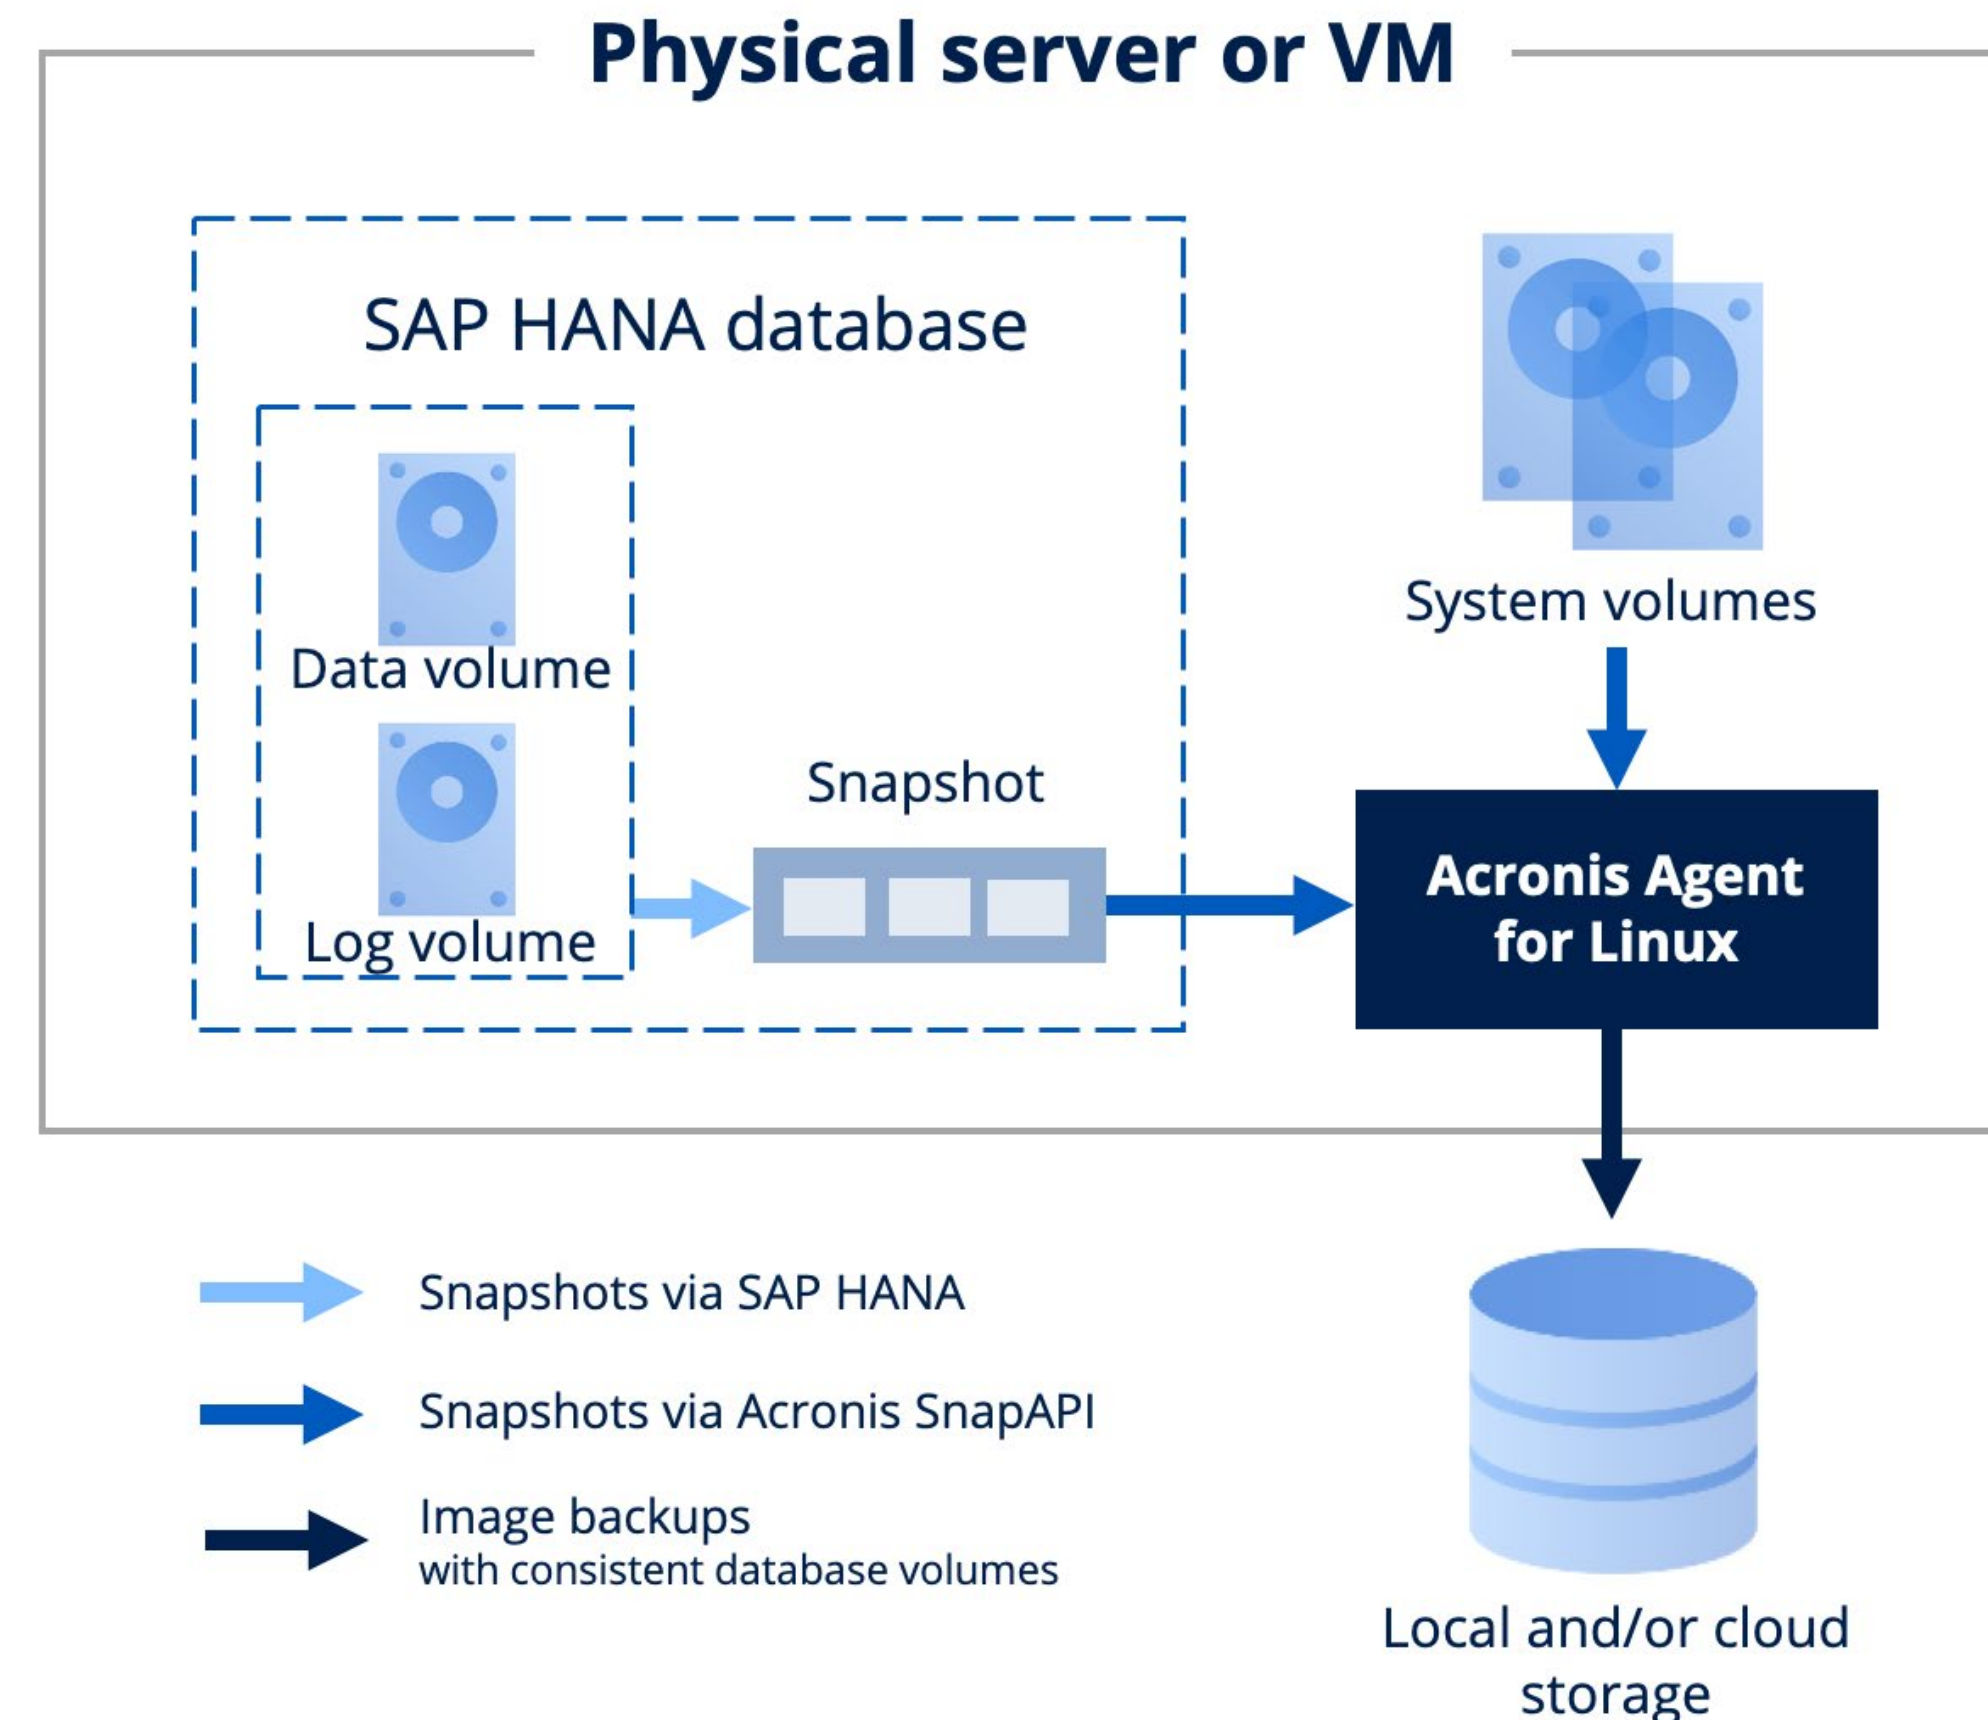 Physical server or VM
SAP HANA database
Data volume
Log volume
Snapshot
System volumes
Acronis Agent
for Linux
Snapshots via SAP HANA
Snapshots via Acronis SnapAPI
Image backups
with consistent database volumes
Local and/or cloud
storage